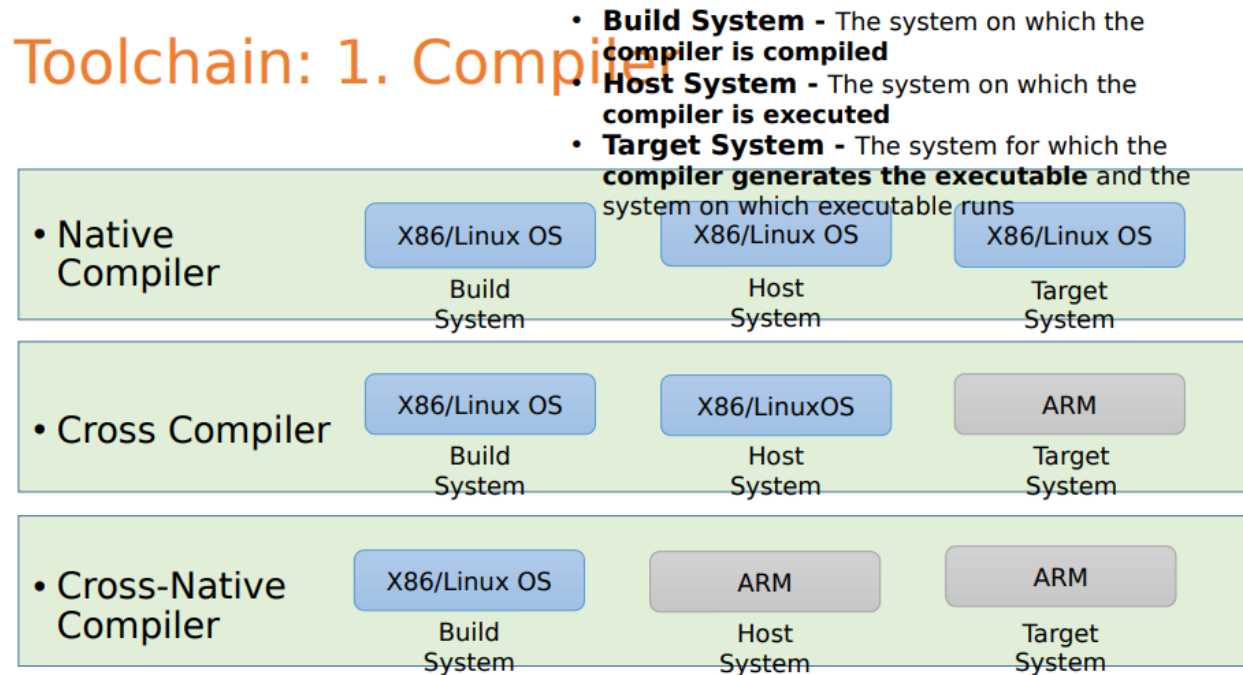 Toolchain: 1. Compiler
• Build System - The system on which the
compiler is compiled
• Host System - The system on which the
compiler is executed
• Target System - The system for which the
compiler generates the executable and the
system on which executable runs
• Native
Compiler
X86/Linux OS
Build
System
X86/Linux OS
Host
System
X86/Linux OS
Target
System
• Cross Compiler
X86/Linux OS
Build
System
X86/LinuxOS
Host
System
ARM
Target
System
• Cross-Native
Compiler
X86/Linux OS
Build
System
ARM
Host
System
ARM
Target
System